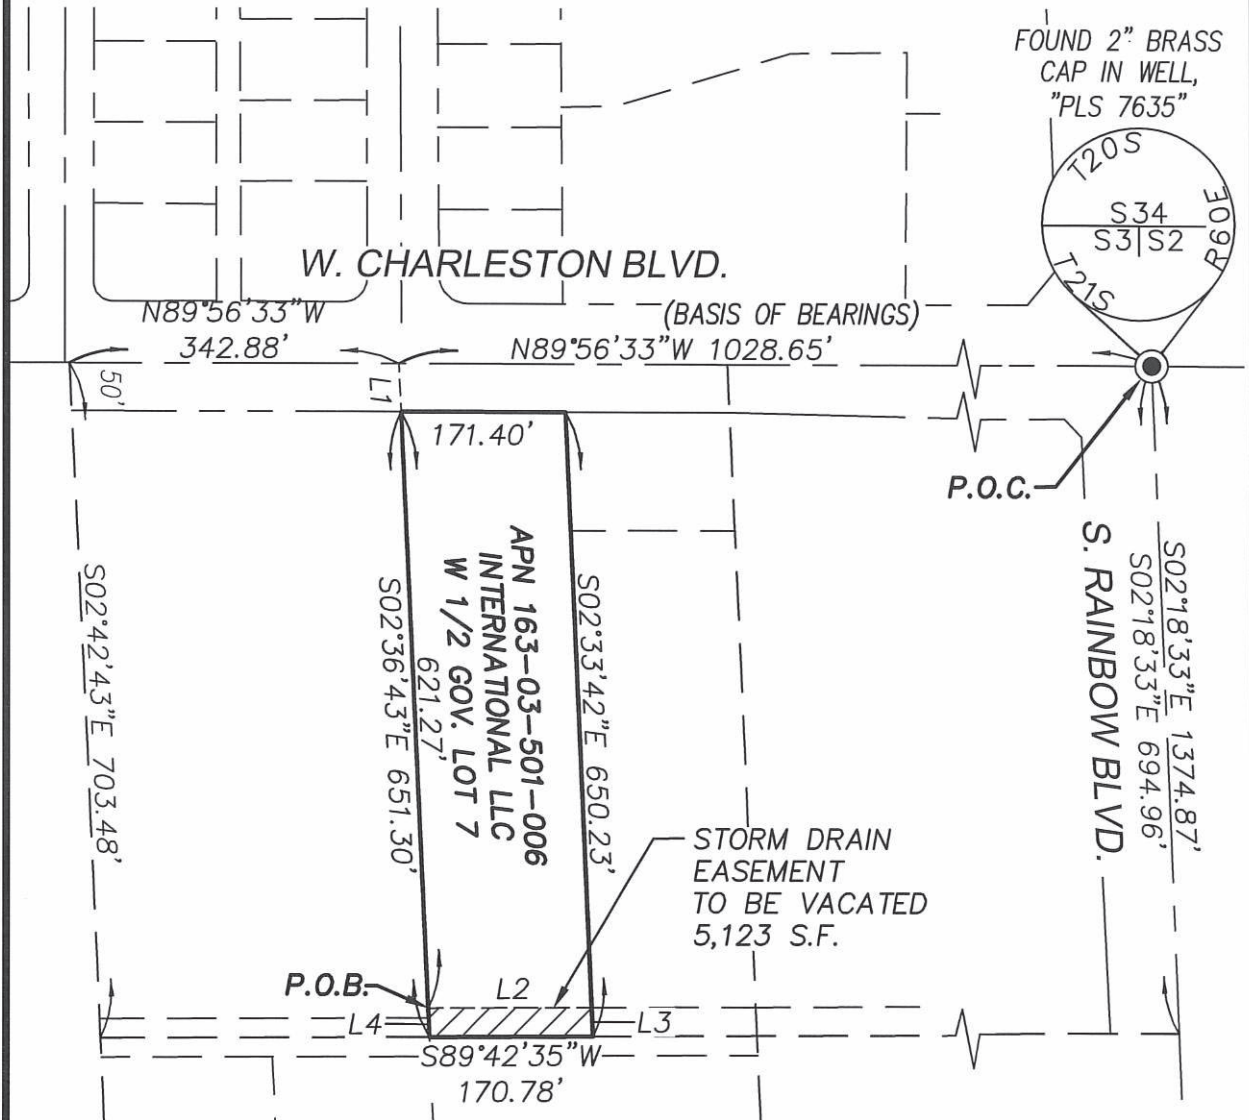 FOUND 2" BRASS
CAP IN WELL,
"PLS 7635"
T20S
R60E
S34
S3|S2
T21S
W. CHARLESTON BLVD.
N89°56'33"W
342.88'
(BASIS OF BEARINGS)
N89°56'33"W 1028.65'
50'
L1
171.40'
P.O.C.
S. RAINBOW BLVD.
S02°18'33"E 1374.87'
S02°18'33"E 694.96'
S02°42'43"E 703.48'
S02°36'43"E 651.30'
621.27'
APN 163-03-501-006
INTERNATIONAL LLC
W 1/2 GOV. LOT 7
S02°33'42"E 650.23'
STORM DRAIN
EASEMENT
TO BE VACATED
5,123 S.F.
P.O.B.
L2
L4
L3
S89°42'35"W
170.78'